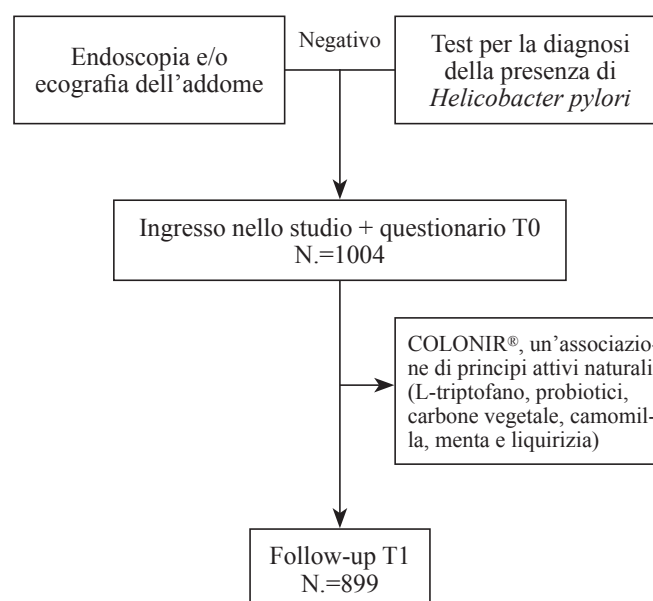 Endoscopia e/o
ecografia dell'addome
Negativo
Test per la diagnosi
della presenza di
Helicobacter pylori
Ingresso nello studio + questionario T0
N.=1004
COLONIR®, un'associazio-
ne di principi attivi naturali
(L-triptofano, probiotici,
carbone vegetale, camomil-
la, menta e liquirizia)
Follow-up T1
N.=899